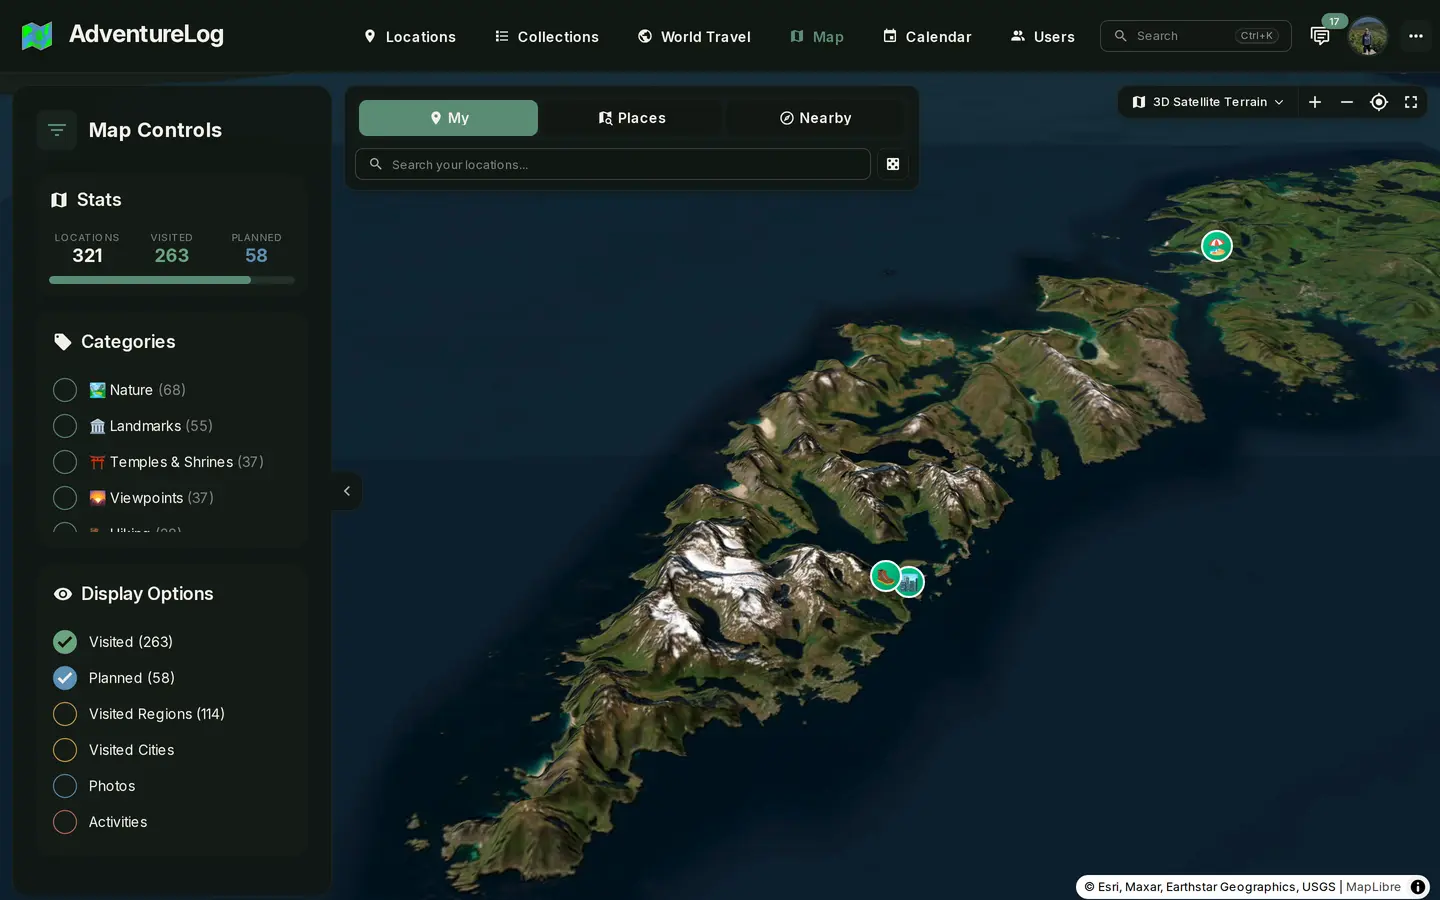 AdventureLog
Locations
Collections
World Travel
Map
Calendar
Users
Search
Ctrl+K
17
Map Controls
Stats
LOCATIONS
VISITED
PLANNED
321
263
58
Categories
Nature (68)
Landmarks (55)
Temples & Shrines (37)
Viewpoints (37)
Display Options
Visited (263)
Planned (58)
Visited Regions (114)
Visited Cities
Photos
Activities
My
Places
Nearby
Search your locations...
3D Satellite Terrain
© Esri, Maxar, Earthstar Geographics, USGS | MapLibre